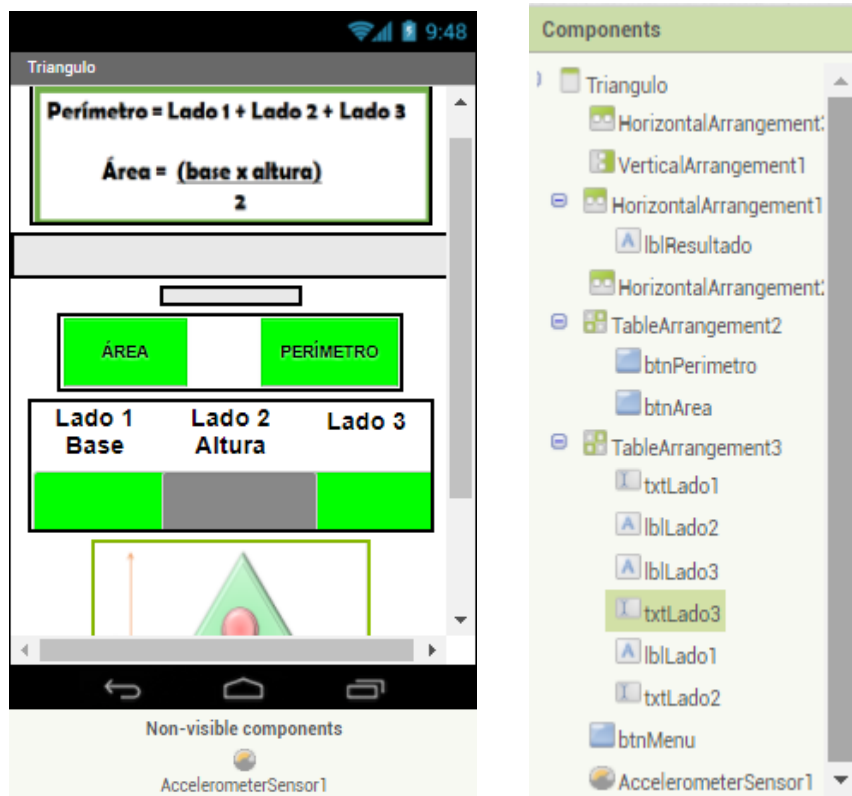 9:48
Triangulo
Perímetro = Lado 1 + Lado 2 + Lado 3
Área = (base x altura)
2
ÁREA
PERÍMETRO
Lado 1
Base
Lado 2
Altura
Lado 3
Non-visible components
AccelerometerSensor1
Components
Triangulo
HorizontalArrangement
VerticalArrangement1
HorizontalArrangement1
lblResultado
HorizontalArrangement
TableArrangement2
btnPerimetro
btnArea
TableArrangement3
txtLado1
lblLado2
lblLado3
txtLado3
lblLado1
txtLado2
btnMenu
AccelerometerSensor1